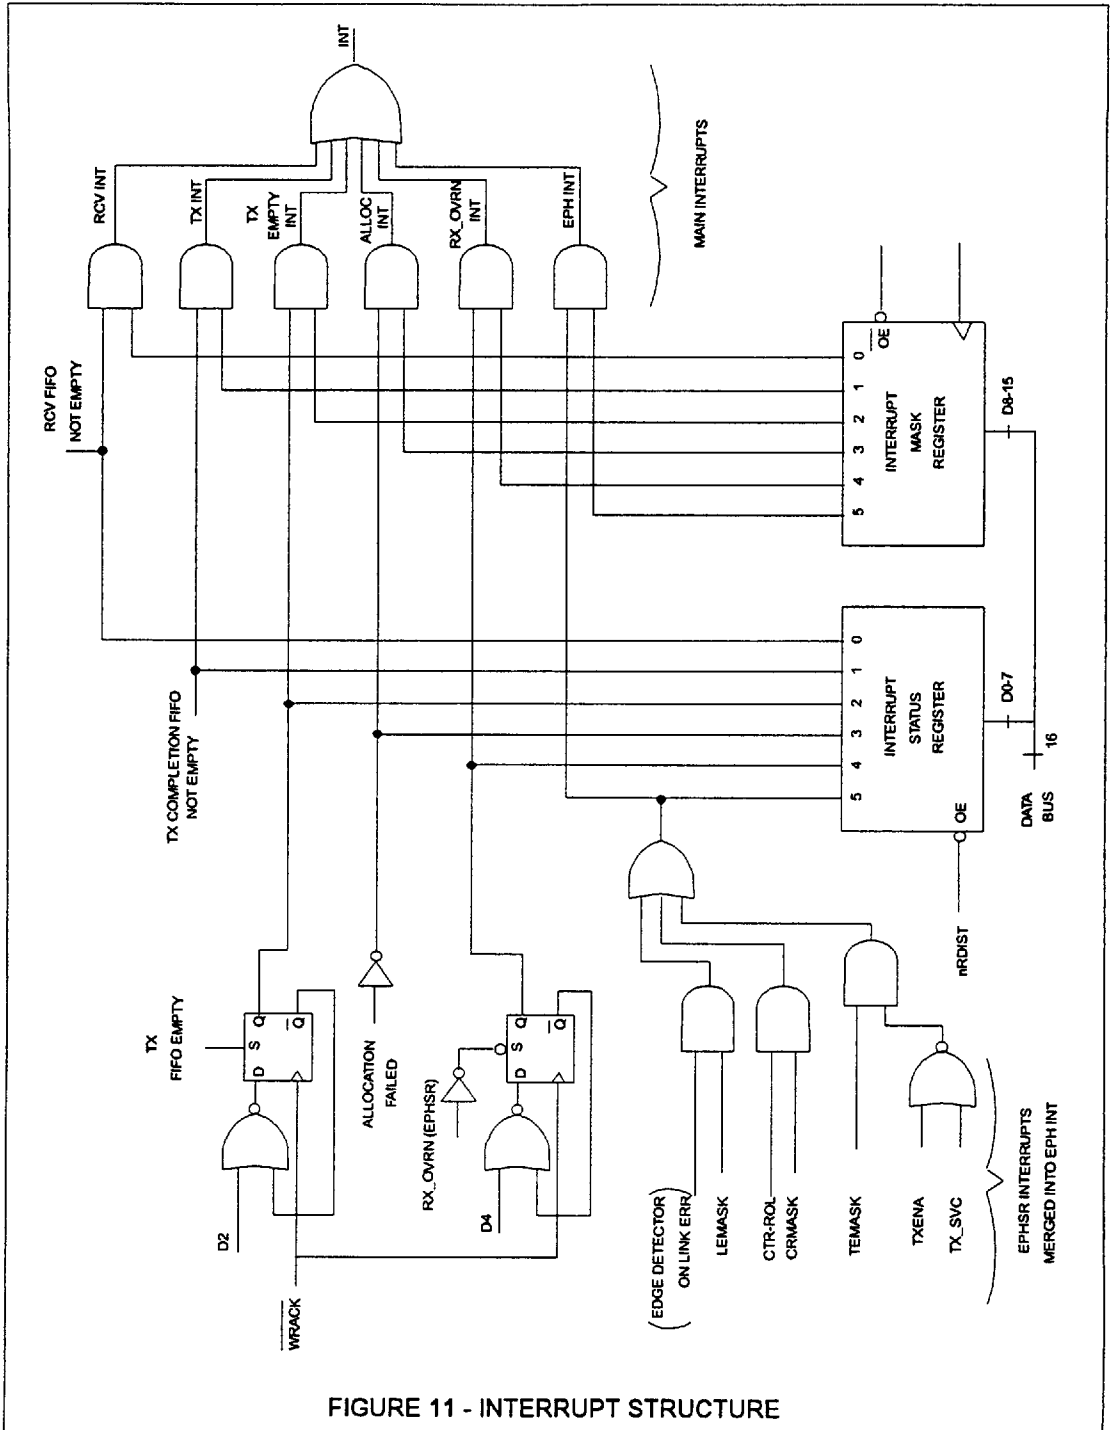 INT
RCV INT
TX INT
TX
EMPTY
INT
ALLOC
INT
RX_OVRN
INT
EPH INT
MAIN INTERRUPTS
RCV FIFO
NOT EMPTY
0
1
2
3
4
5
OE
INTERRUPT
MASK
REGISTER
D8-15
TX COMPLETION FIFO
NOT EMPTY
0
1
2
3
4
5
INTERRUPT
STATUS
REGISTER
OE
D0-7
16
DATA
BUS
nRDIST
TX
FIFO EMPTY
D
S
Q
Q
D2
WRACK
ALLOCATION
FAILED
RX_OVRN (EPHSR)
D
S
Q
Q
D4
EDGE DETECTOR
ON LINK ERR
LEMASK
CTR-ROL
CRMASK
TEMASK
TXENA
TX_SVC
EPHSR INTERRUPTS
MERGED INTO EPH INT
FIGURE 11 - INTERRUPT STRUCTURE